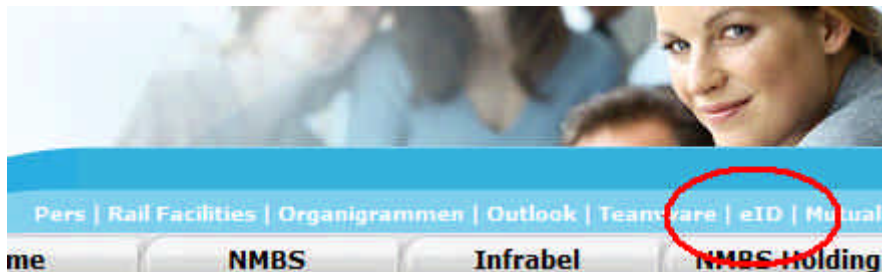 Pers | Rail Facilities | Organigrammen | Outlook | Teamware | eID | Mutual
me NMBS Infrabel NMBS Holding